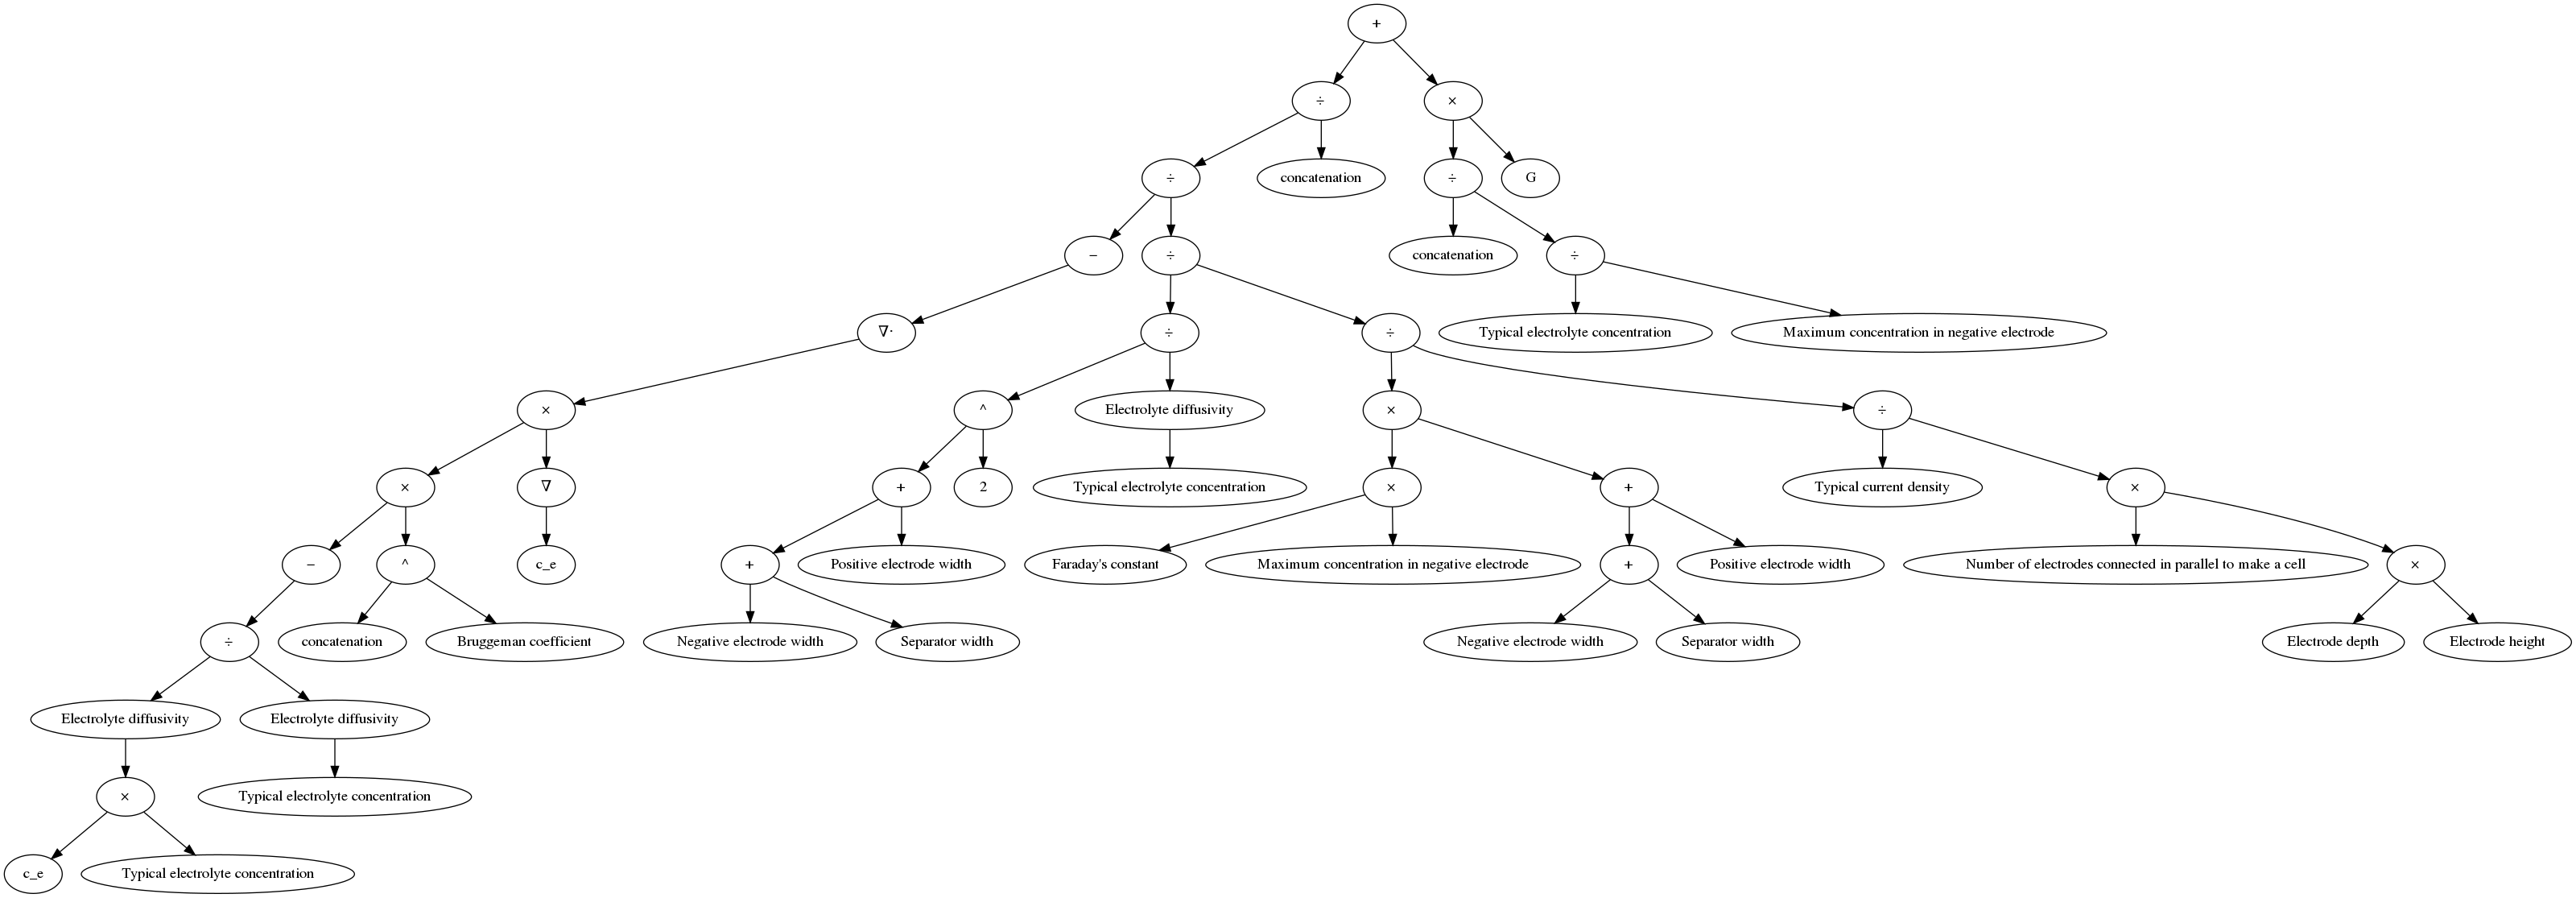 +
÷
×
÷
concatenation
÷
G
−
÷
concatenation
÷
∇⋅
÷
÷
Typical electrolyte concentration
Maximum concentration in negative electrode
×
^
Electrolyte diffusivity
×
÷
×
∇
+
2
Typical electrolyte concentration
×
+
Typical current density
×
−
^
c_e
+
Positive electrode width
Faraday's constant
Maximum concentration in negative electrode
+
Positive electrode width
Number of electrodes connected in parallel to make a cell
×
÷
concatenation
Bruggeman coefficient
Negative electrode width
Separator width
Negative electrode width
Separator width
Electrode depth
Electrode height
Electrolyte diffusivity
Electrolyte diffusivity
×
Typical electrolyte concentration
c_e
Typical electrolyte concentration